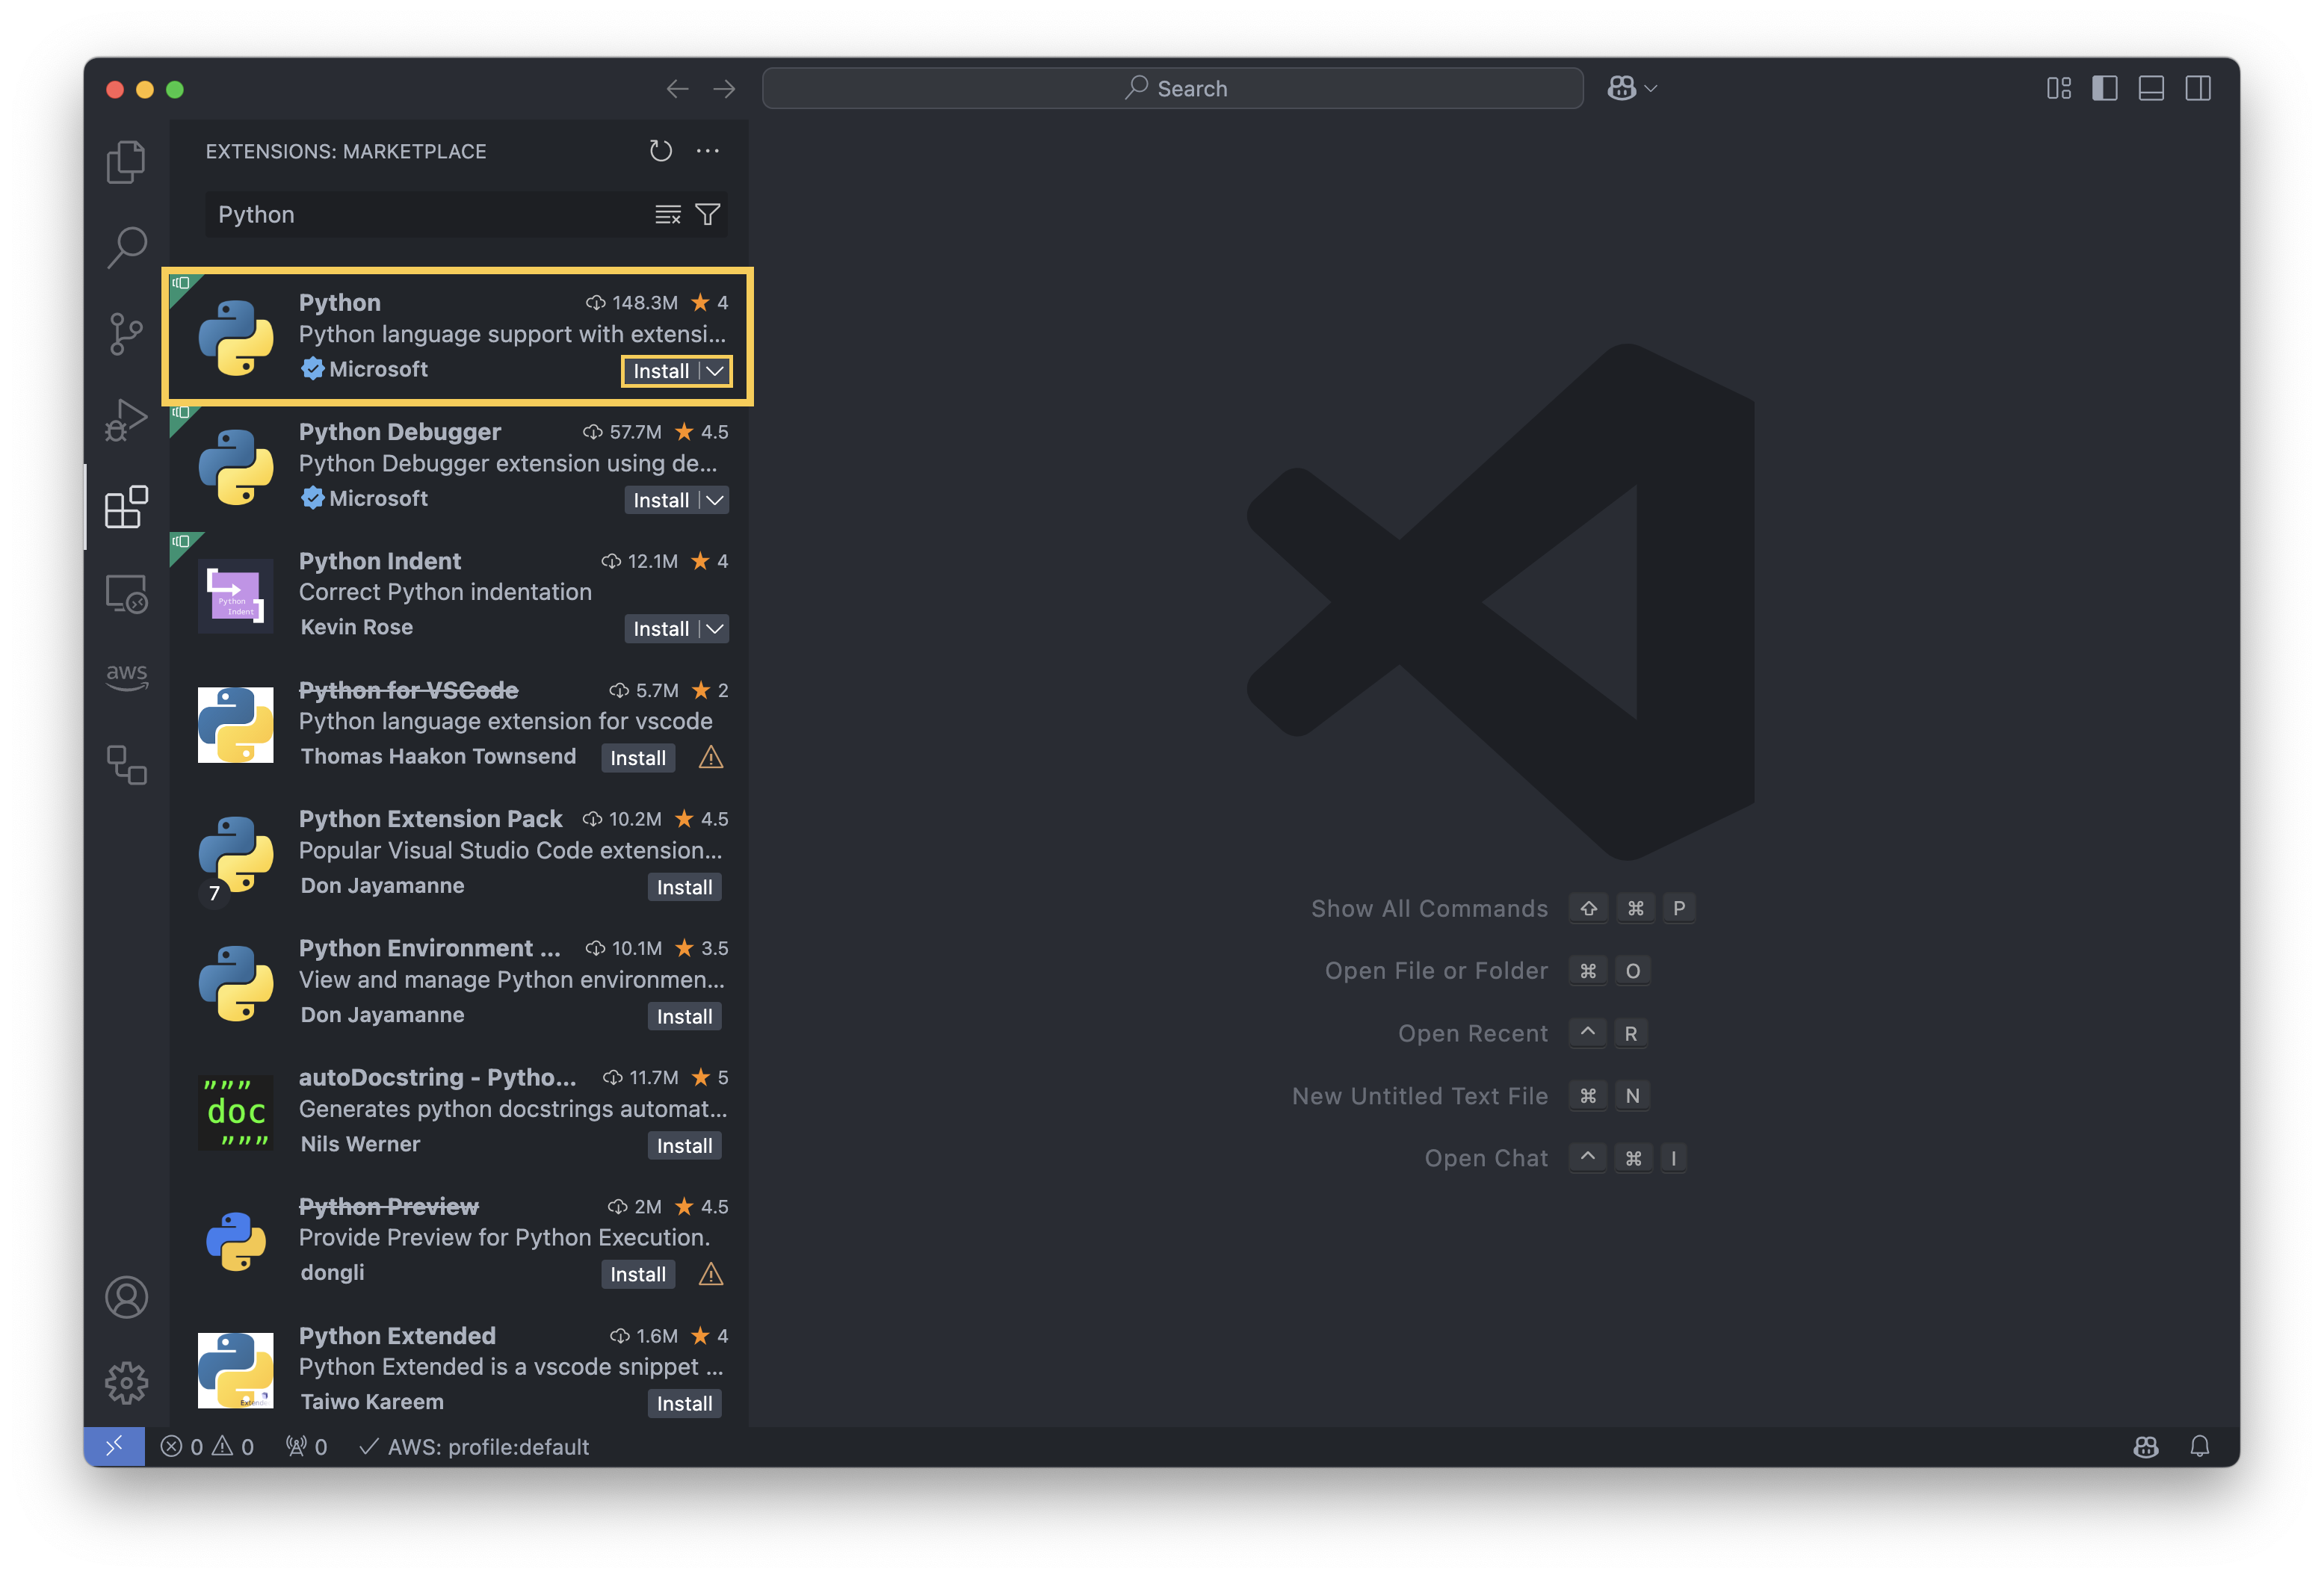 Search
EXTENSIONS: MARKETPLACE
Python
Python 148.3M 4
Python language support with extensi...
Microsoft Install
Python Debugger 57.7M 4.5
Python Debugger extension using de...
Microsoft Install
Python Indent 12.1M 4
Python
Indent
Correct Python indentation
Kevin Rose Install
Python for VSCode 5.7M 2
Python language extension for vscode
Thomas Haakon Townsend Install
aws
Python Extension Pack 10.2M 4.5
Popular Visual Studio Code extension...
7
Don Jayamanne Install
Python Environment ... 10.1M 3.5
View and manage Python environmen...
Don Jayamanne Install
autoDocstring - Pytho... 11.7M 5
"""
doc
"""
Generates python docstrings automat...
Nils Werner Install
Python Preview 2M 4.5
Provide Preview for Python Execution.
dongli Install
Python Extended 1.6M 4
Python Extended is a vscode snippet ...
Taiwo Kareem Install
Show All Commands ⇧ ⌘ P
Open File or Folder ⌘ O
Open Recent ^ R
New Untitled Text File ⌘ N
Open Chat ^ ⌘ I
0 0 0 AWS: profile:default